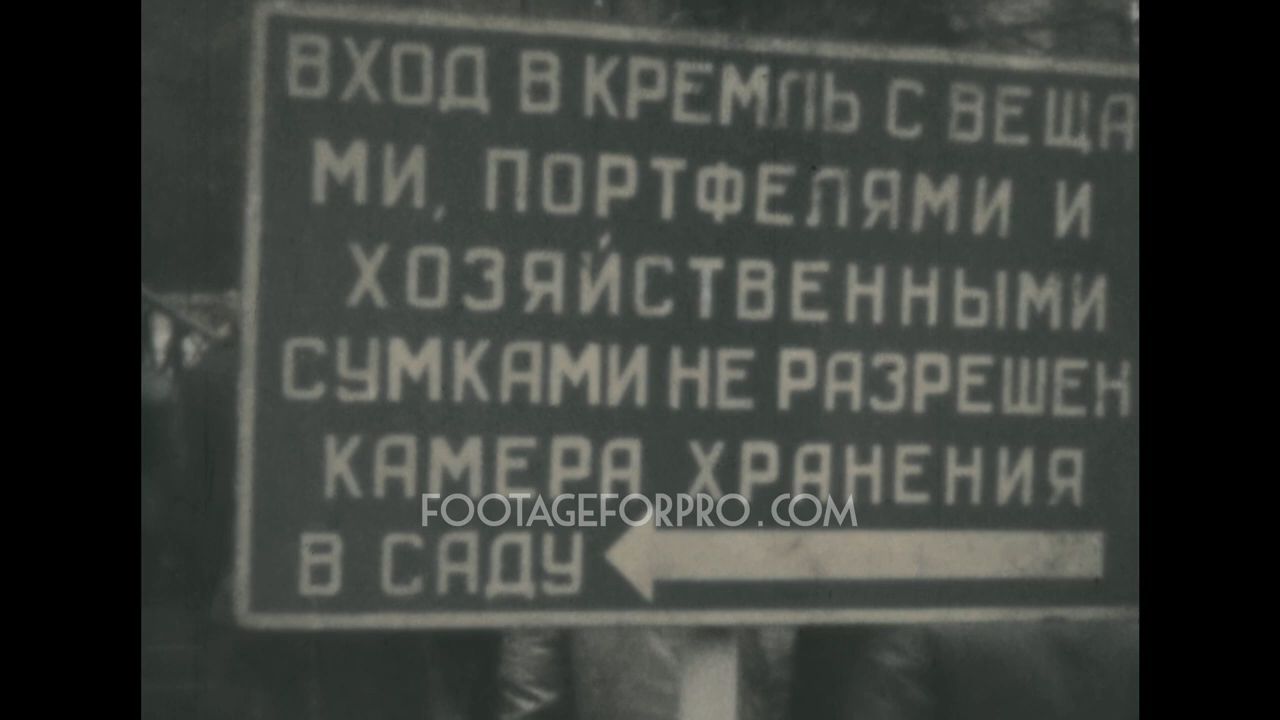 ВХОД В КРЕМЛЬ С ВЕЩА
МИ, ПОРТФЕЛЯМИ И
ХОЗЯЙСТВЕННЫМИ
СУМКАМИ НЕ РАЗРЕШЕН
КАМЕРА ХРАНЕНИЯ
FOOTAGEFORPRO.COM
В САДУ